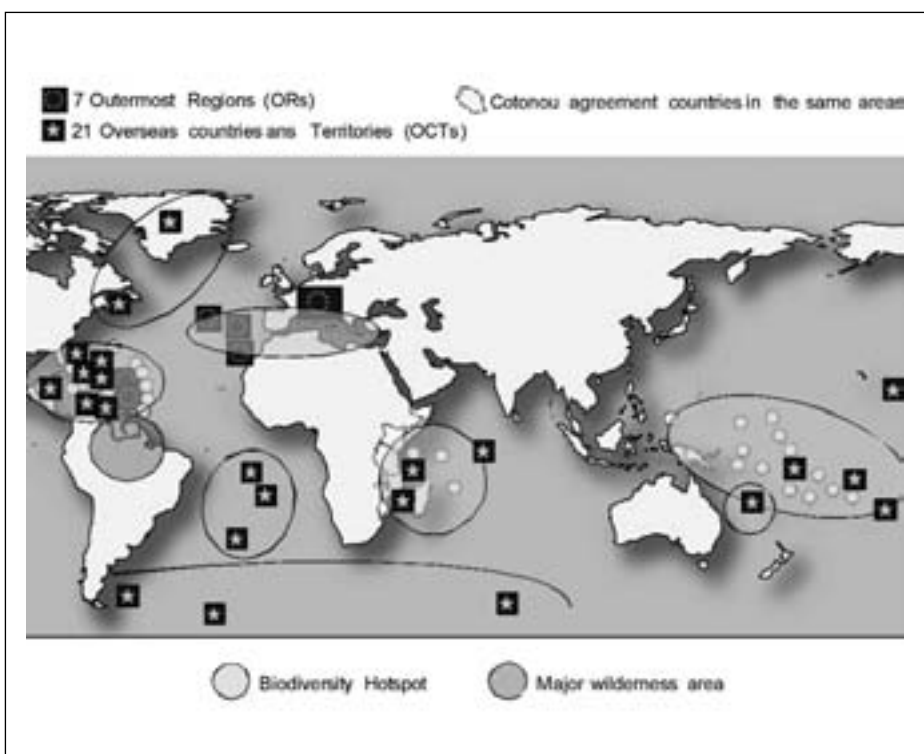 7 Outermost Regions (ORs)
Cotonou agreement countries in the same areas
21 Overseas countries ans Territories (OCTs)
Biodiversity Hotspot
Major wilderness area